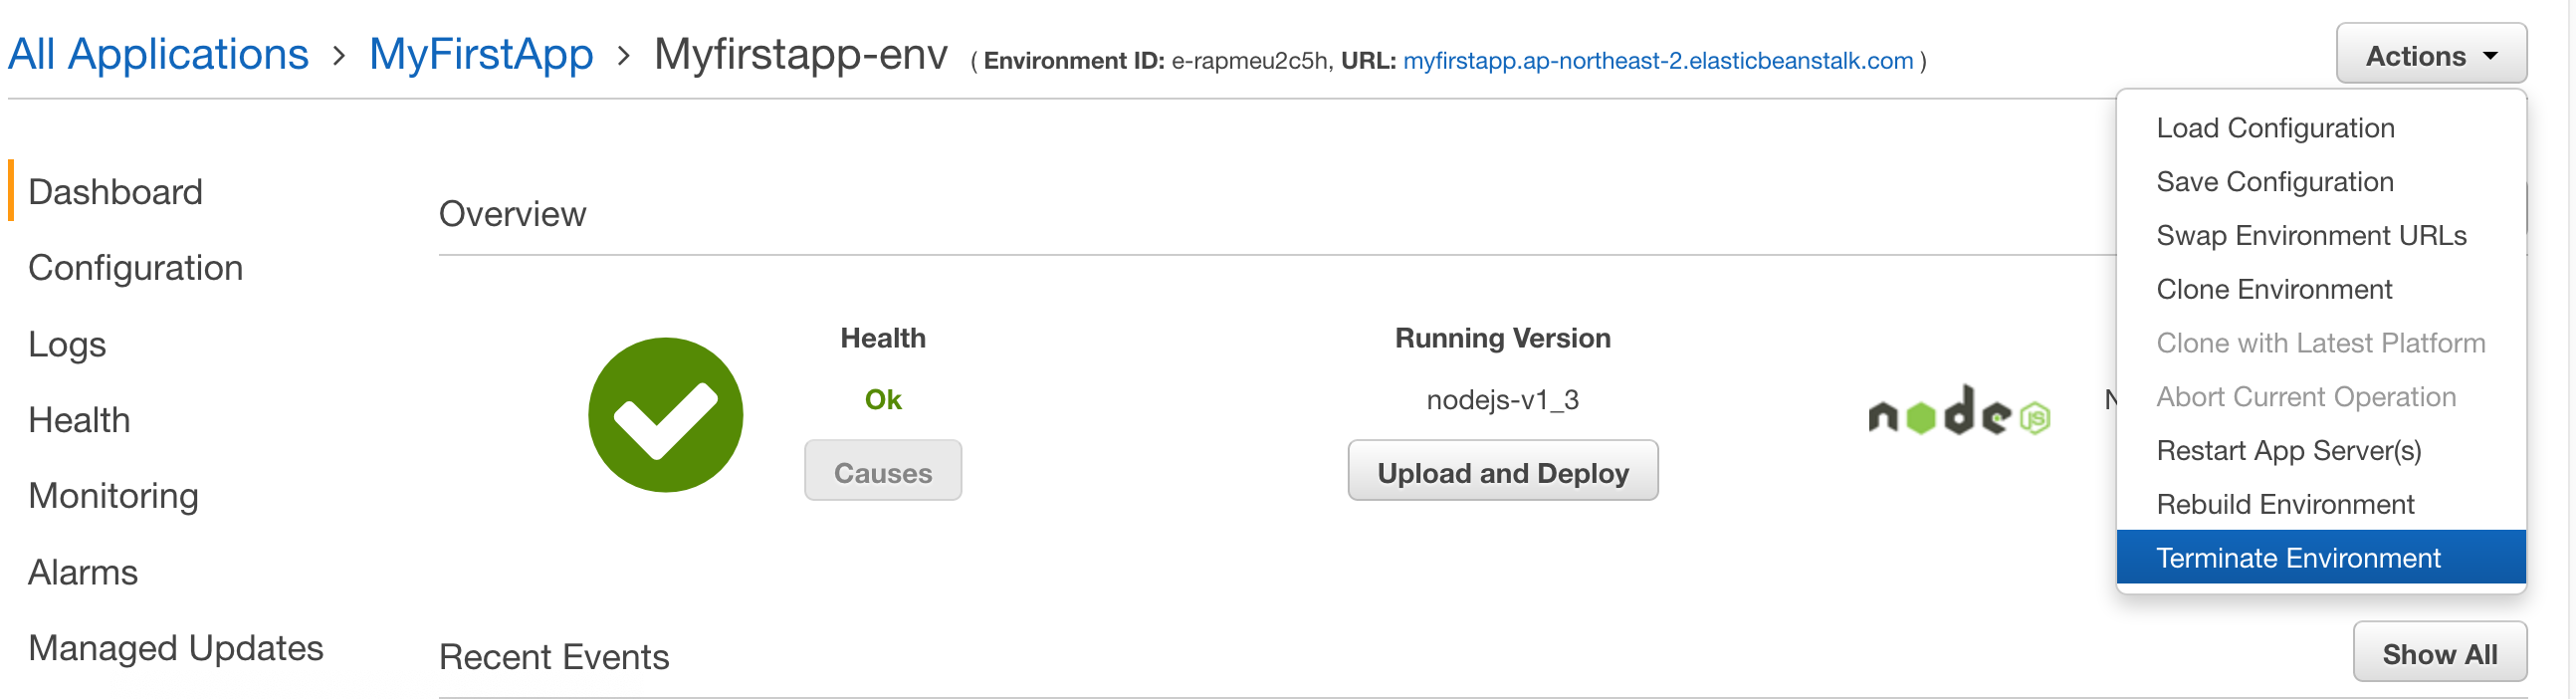 All Applications › MyFirstApp › Myfirstapp-env ( Environment ID: e-rapmeu2c5h, URL: myfirstapp.ap-northeast-2.elasticbeanstalk.com )
Actions
Load Configuration
Save Configuration
Swap Environment URLs
Clone Environment
Clone with Latest Platform
Abort Current Operation
Restart App Server(s)
Rebuild Environment
Terminate Environment
Dashboard
Configuration
Logs
Health
Monitoring
Alarms
Managed Updates
Overview
Health
Ok
Causes
Running Version
nodejs-v1_3
Upload and Deploy
node JS
Recent Events
Show All